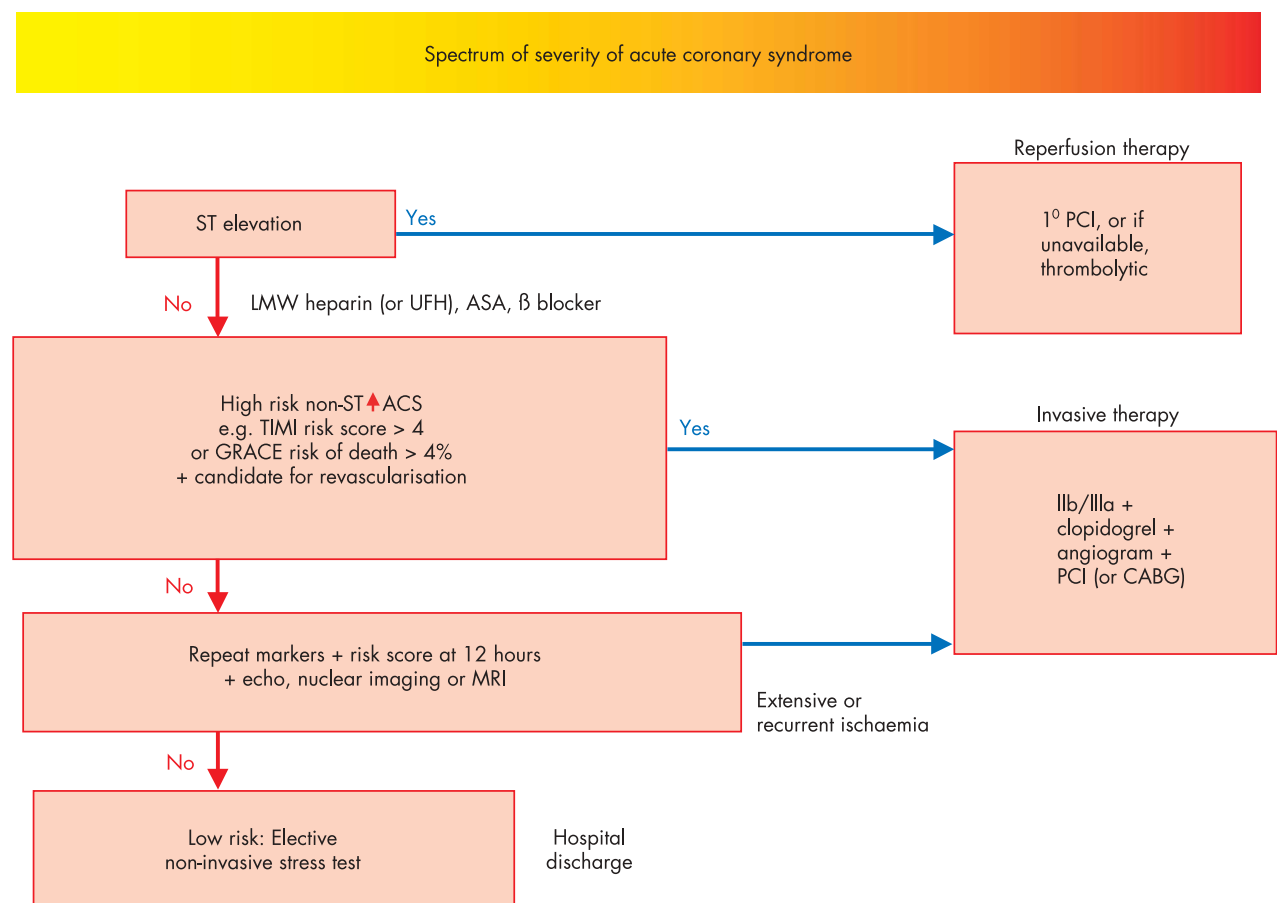 Spectrum of severity of acute coronary syndrome
Reperfusion therapy
ST elevation
Yes
1⁰ PCI, or if
unavailable,
thrombolytic
No
LMW heparin (or UFH), ASA, ß blocker
High risk non-ST↑ACS
e.g. TIMI risk score > 4
or GRACE risk of death > 4%
+ candidate for revascularisation
Yes
Invasive therapy
IIb/IIIa +
clopidogrel +
angiogram +
PCI (or CABG)
No
Repeat markers + risk score at 12 hours
+ echo, nuclear imaging or MRI
Extensive or
recurrent ischaemia
No
Low risk: Elective
non-invasive stress test
Hospital
discharge